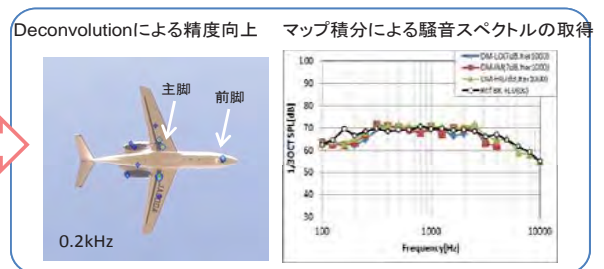 Deconvolutionによる精度向上
マップ積分による騒音スペクトルの取得
主脚
前脚
0.2kHz
1/3OCT SPL[dB]
100
90
80
70
60
50
40
30
100
1000
10000
Frequency[Hz]